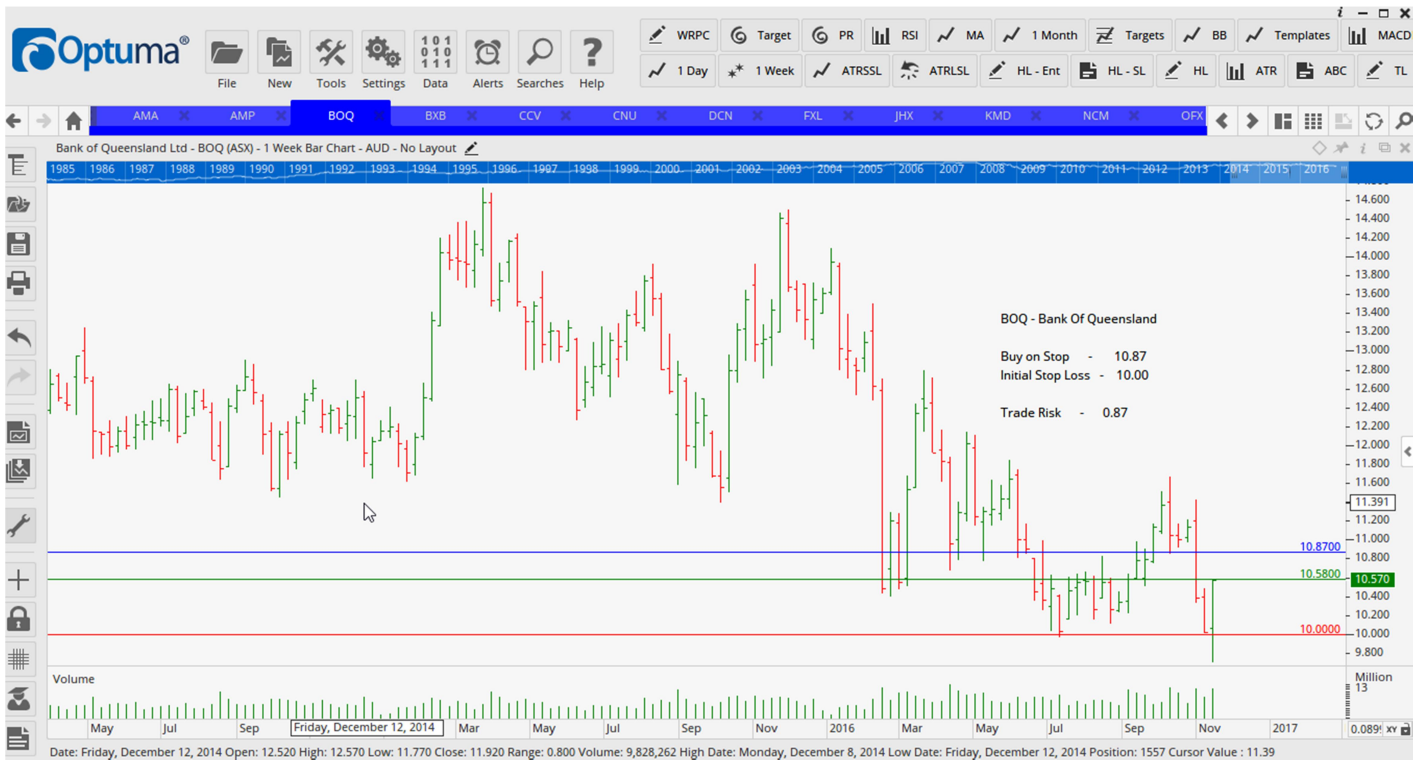 i
Optuma®
WRPC Target PR RSI MA 1 Month Targets BB Templates MACD
1 Day 1 Week ATRSSL ATRLSL HL - Ent HL - SL HL ATR ABC TL
101
010
111
File New Tools Settings Data Alerts Searches Help
AMA AMP BOQ BXB CCV CNU DCN FXL JHX KMD NCM OFX
Bank of Queensland Ltd - BOQ (ASX) - 1 Week Bar Chart - AUD - No Layout
1985 1986 1987 1988 1989 1990 1991 1992 1993 1994 1995 1996 1997 1998 1999 2000 2001 2002 2003 2004 2005 2006 2007 2008 2009 2010 2011 2012 2013 2014 2015 2016
14.600
14.400
14.200
14.000
13.800
13.600
13.400
13.200
13.000
12.800
12.600
12.400
12.200
12.000
11.800
11.600
11.391
11.200
11.000
10.800
10.570
10.400
10.200
10.000
9.800
BOQ - Bank Of Queensland
Buy on Stop - 10.87
Initial Stop Loss - 10.00
Trade Risk - 0.87
10.8700
10.5800
10.0000
Volume
Million
13
May Jul Sep Friday, December 12, 2014 Mar May Jul Sep Nov 2016 Mar May Jul Sep Nov 2017
XY
Date: Friday, December 12, 2014 Open: 12.520 High: 12.570 Low: 11.770 Close: 11.920 Range: 0.800 Volume: 9,828,262 High Date: Monday, December 8, 2014 Low Date: Friday, December 12, 2014 Position: 1557 Cursor Value : 11.39